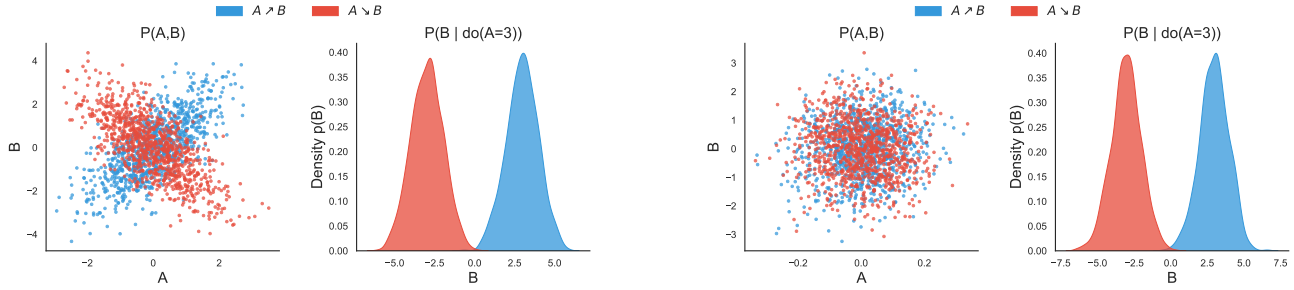 A ↗ B A ↘ B
P(A,B)
4
2
0
−2
−4
B
−2 0 2
A
P(B | do(A=3))
0.40
0.35
0.30
0.25
0.20
0.15
0.10
0.05
0.00
Density p(B)
−5.0 −2.5 0.0 2.5 5.0
B
A ↗ B A ↘ B
P(A,B)
3
2
1
0
−1
−2
−3
B
−0.2 0.0 0.2
A
P(B | do(A=3))
0.40
0.35
0.30
0.25
0.20
0.15
0.10
0.05
0.00
Density p(B)
−7.5 −5.0 −2.5 0.0 2.5 5.0 7.5
B